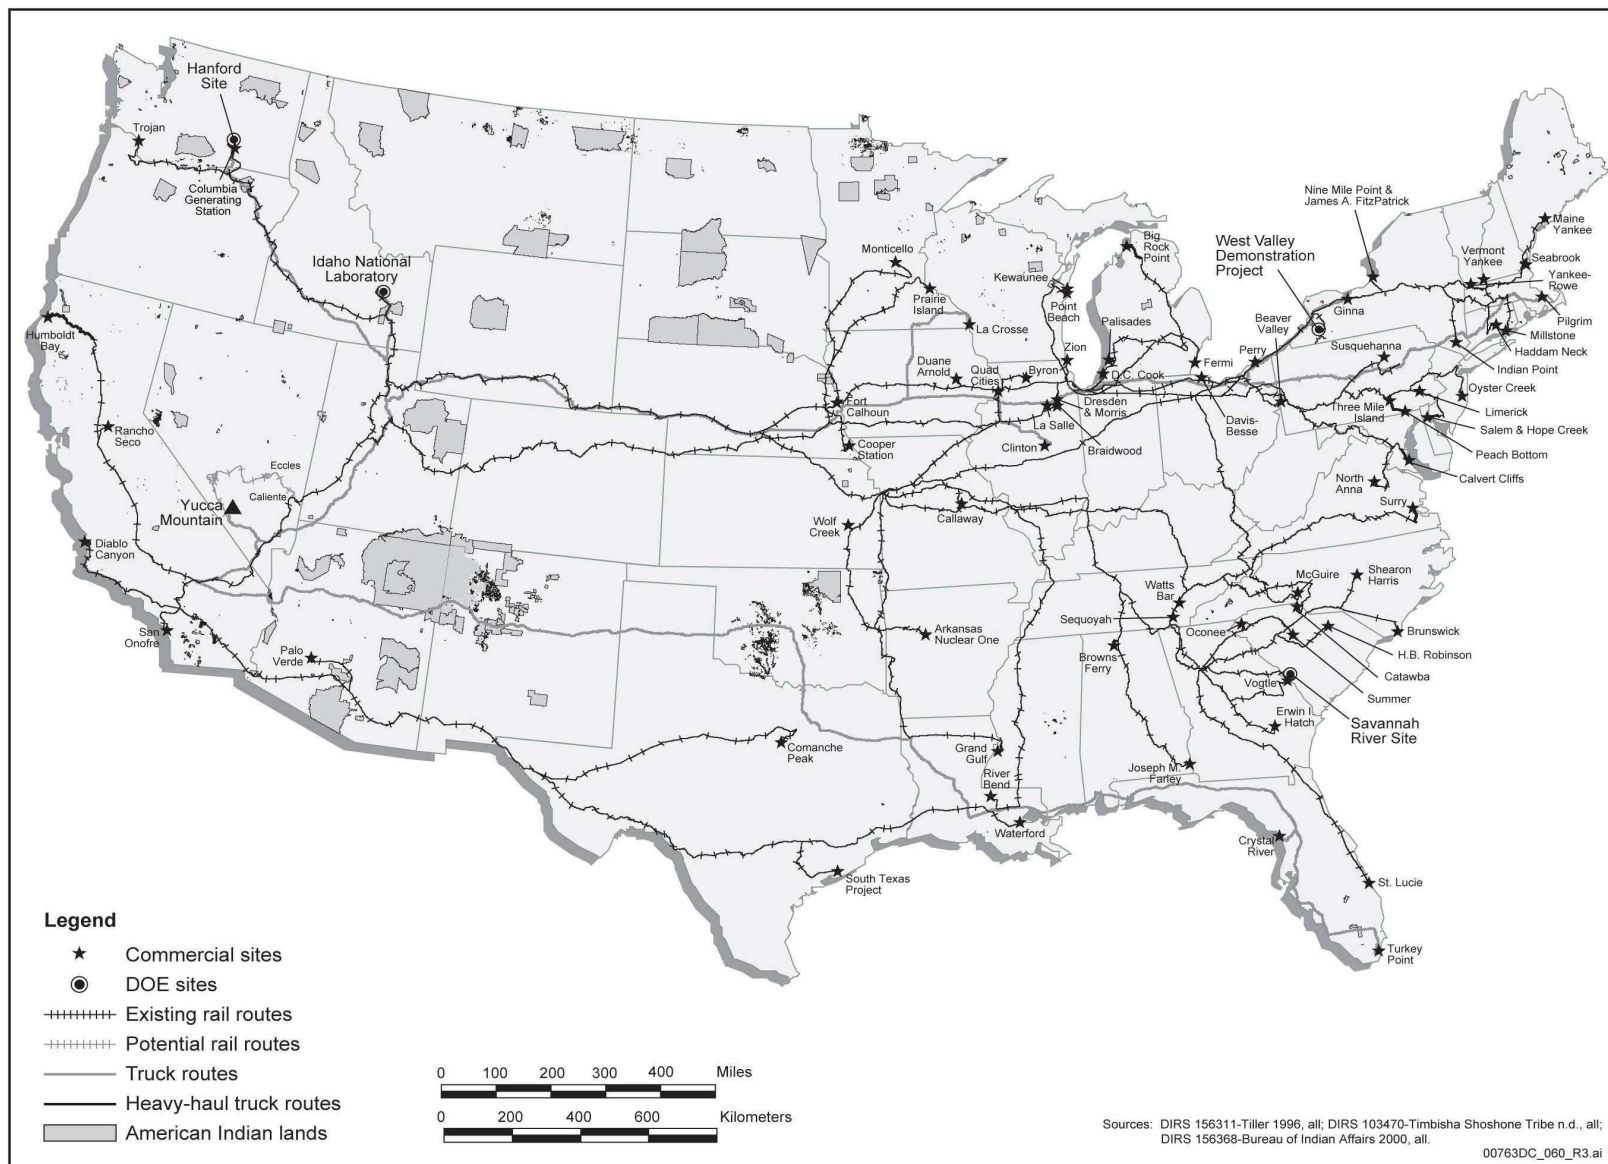 Hanford
Site
Trojan
Columbia
Generating
Station
Idaho National
Laboratory
Humboldt
Bay
Rancho
Seco
Eccles
Caliente
Yucca
Mountain
Diablo
Canyon
San
Onofre
Palo
Verde
Monticello
Prairie
Island
La Crosse
Kewaunee
Point
Beach
Big
Rock
Point
Palisades
Zion
Duane
Arnold
Quad
Cities
Byron
D.C. Cook
Fermi
Fort
Calhoun
Cooper
Station
Clinton
La Salle
Dresden
& Morris
Braidwood
Davis-
Besse
Perry
Beaver
Valley
West Valley
Demonstration
Project
Nine Mile Point &
James A. FitzPatrick
Ginna
Vermont
Yankee
Maine
Yankee
Seabrook
Yankee-
Rowe
Pilgrim
Millstone
Haddam Neck
Indian Point
Susquehanna
Oyster Creek
Limerick
Three Mile
Island
Salem & Hope Creek
Peach Bottom
Calvert Cliffs
North
Anna
Surry
Wolf
Creek
Callaway
Arkansas
Nuclear One
Watts
Bar
Sequoyah
McGuire
Shearon
Harris
Oconee
Brunswick
H.B. Robinson
Catawba
Summer
Browns
Ferry
Vogtle
Savannah
River Site
Erwin I.
Hatch
Joseph M.
Farley
Comanche
Peak
Grand
Gulf
River
Bend
Waterford
South Texas
Project
Crystal
River
St. Lucie
Turkey
Point
Legend
Commercial sites
DOE sites
Existing rail routes
Potential rail routes
Truck routes
Heavy-haul truck routes
American Indian lands
0 100 200 300 400 Miles
0 200 400 600 Kilometers
Sources: DIRS 156311-Tiller 1996, all; DIRS 103470-Timbisha Shoshone Tribe n.d., all;
DIRS 156368-Bureau of Indian Affairs 2000, all.
00763DC_060_R3.ai